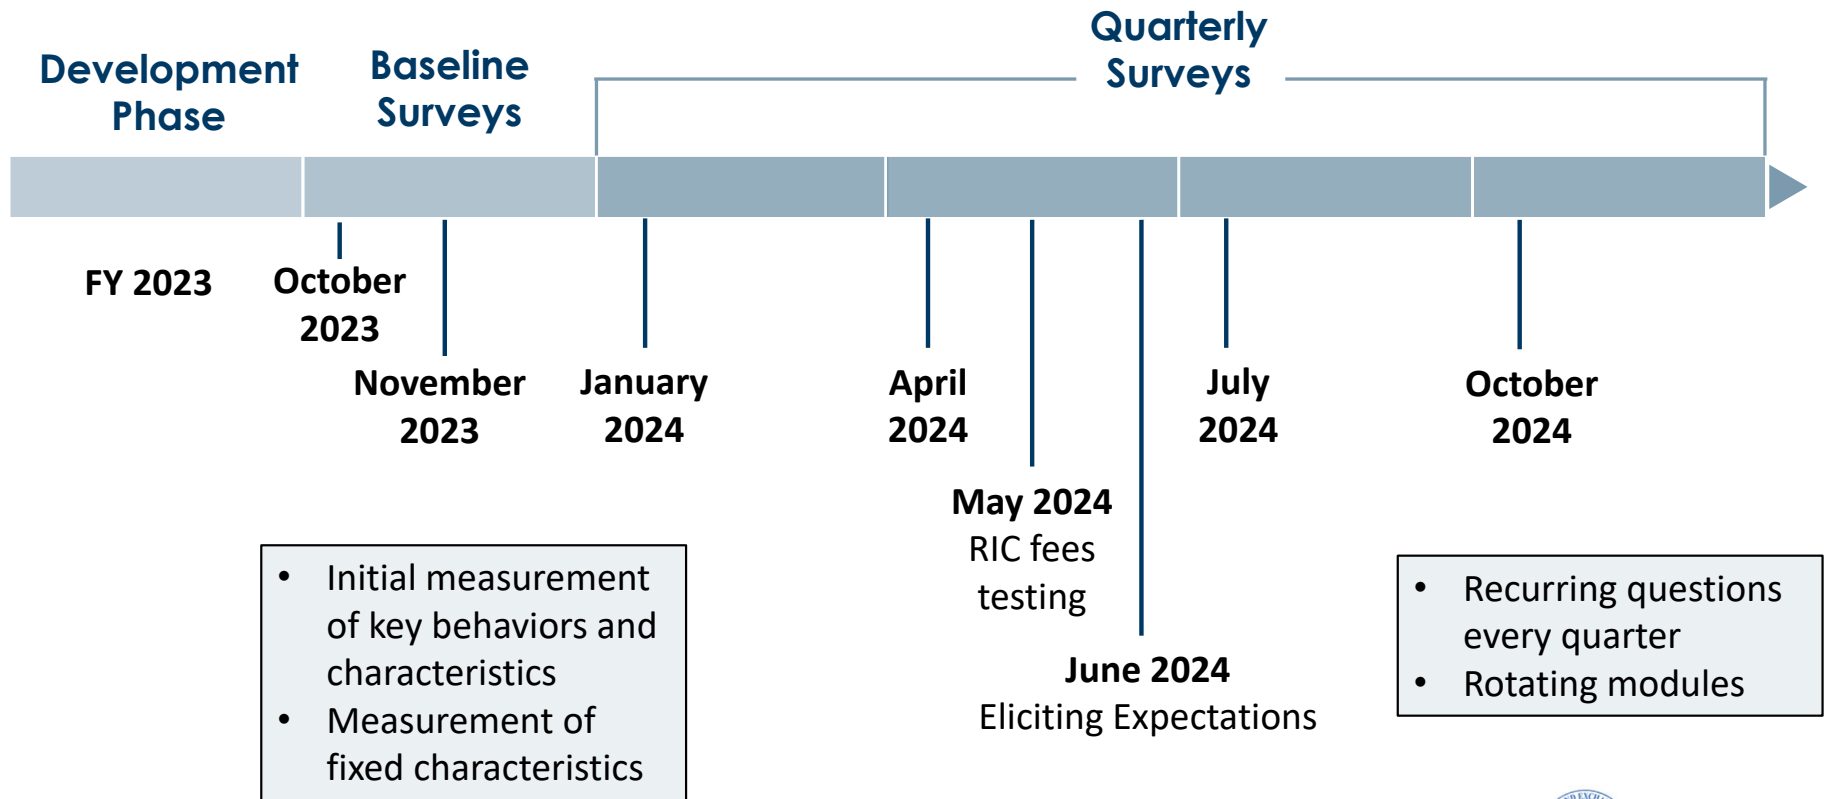 Development
Phase
Baseline
Surveys
Quarterly
Surveys
FY 2023
October
2023
November
2023
January
2024
April
2024
May 2024
RIC fees
testing
June 2024
Eliciting Expectations
July
2024
October
2024
• Initial measurement
of key behaviors and
characteristics
• Measurement of
fixed characteristics
• Recurring questions
every quarter
• Rotating modules